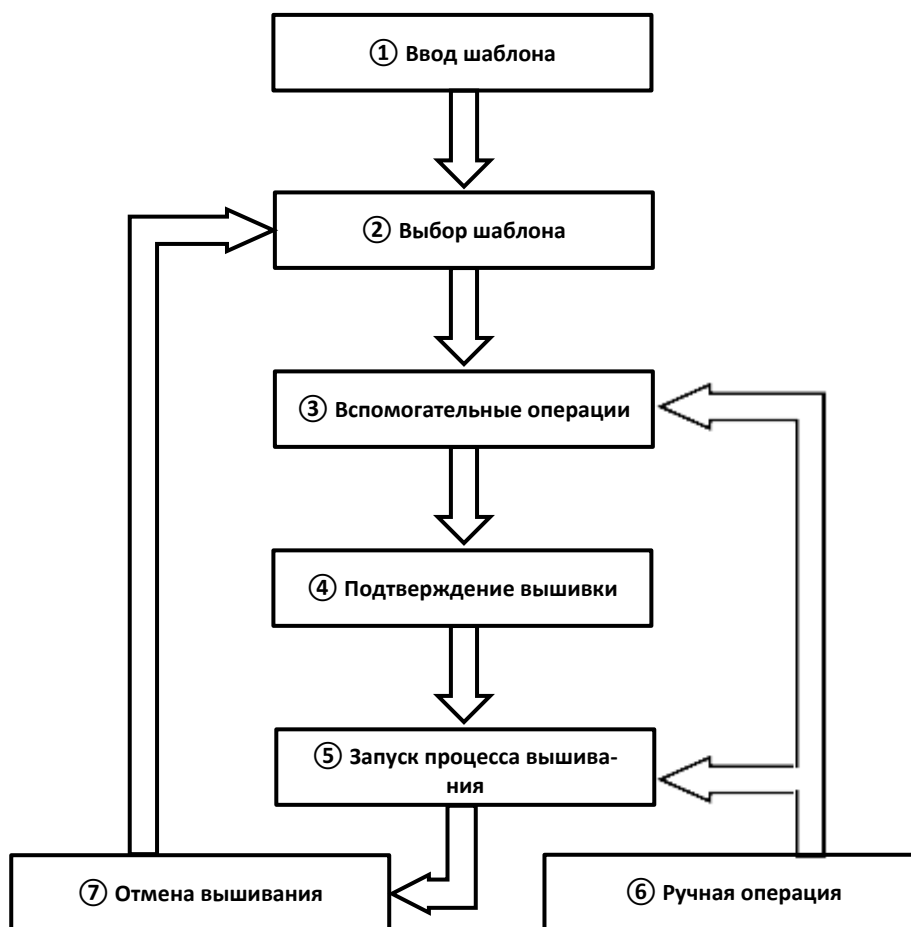 ① Ввод шаблона
② Выбор шаблона
③ Вспомогательные операции
④ Подтверждение вышивки
⑤ Запуск процесса вышива-
ния
⑦ Отмена вышивания
⑥ Ручная операция